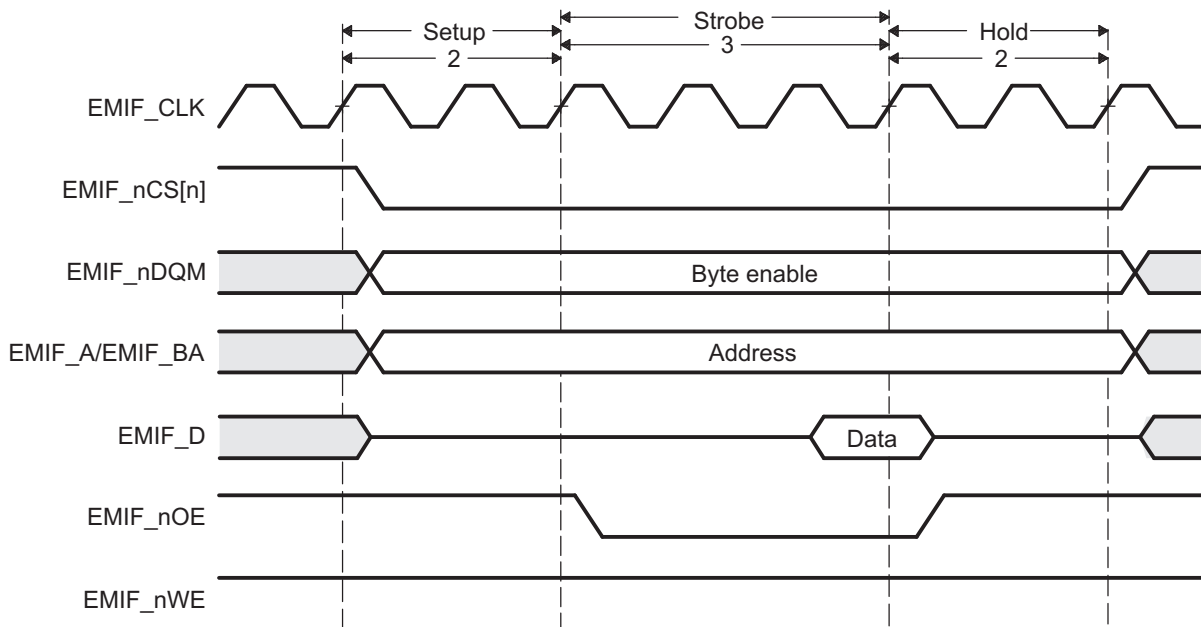 Setup
Strobe
Hold
2
3
2
EMIF_CLK
EMIF_nCS[n]
EMIF_nDQM
Byte enable
EMIF_A/EMIF_BA
Address
EMIF_D
Data
EMIF_nOE
EMIF_nWE